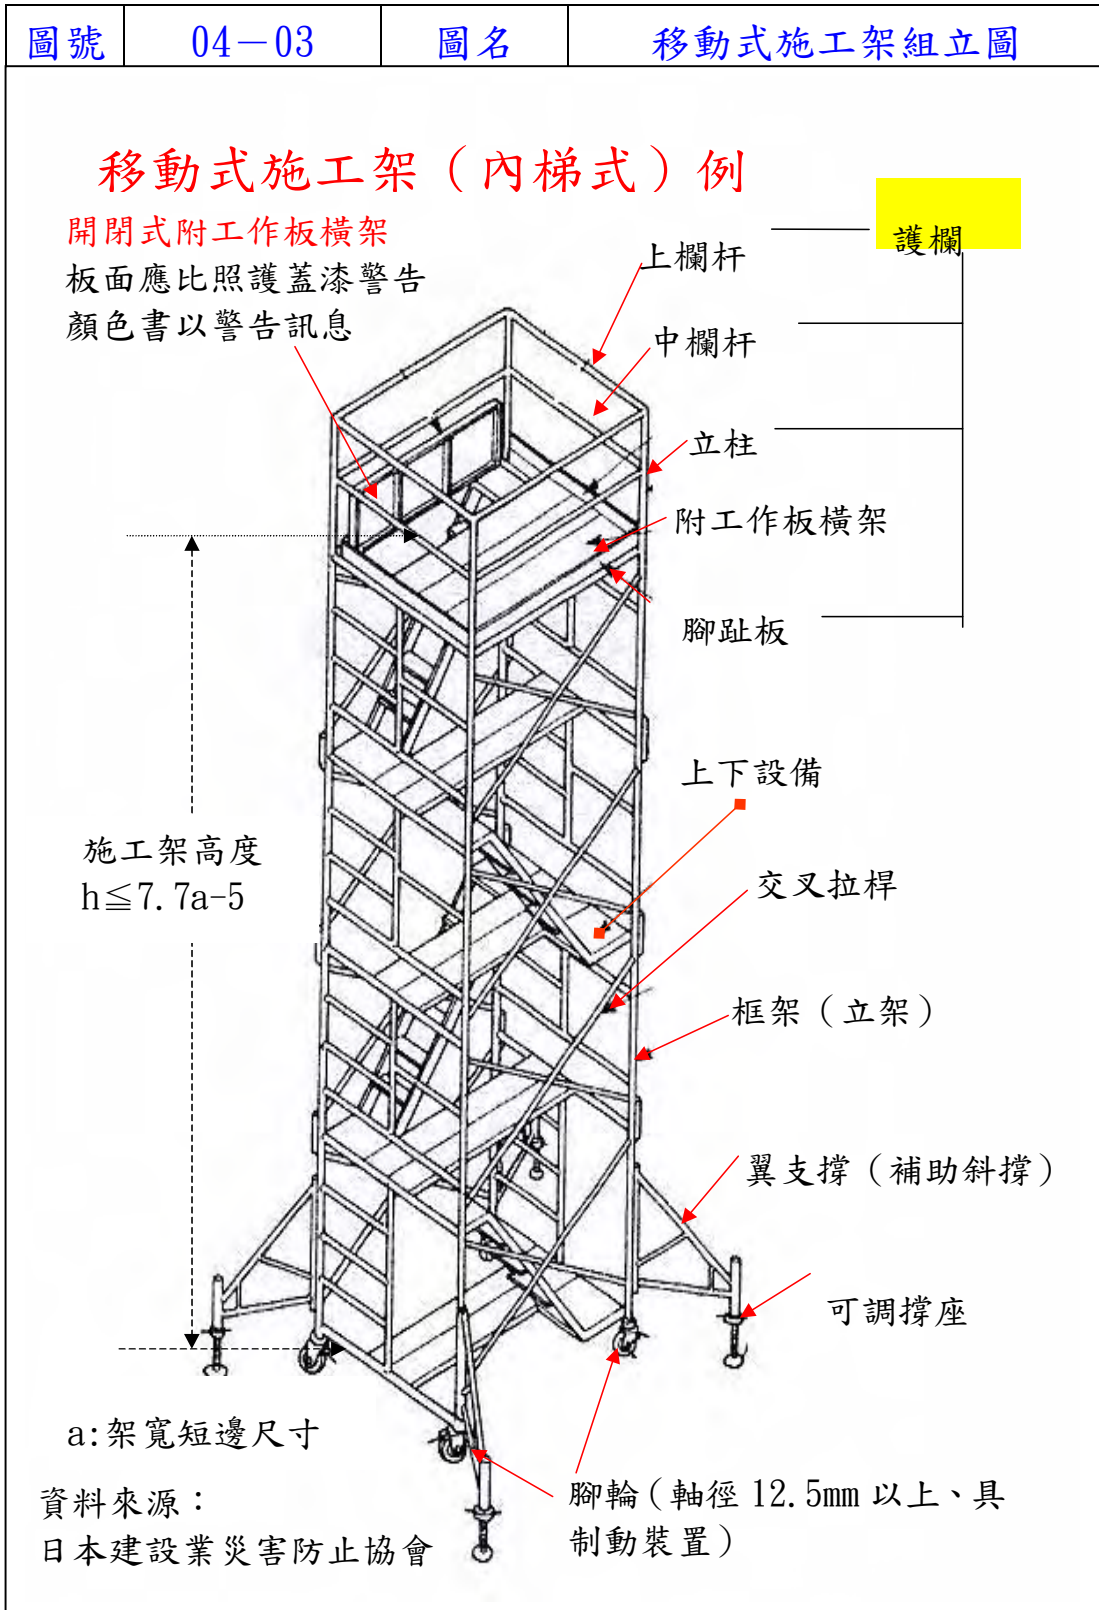 圖號 04－03 圖名 移動式施工架組立圖
移動式施工架（內梯式）例
開閉式附工作板橫架
板面應比照護蓋漆警告
顏色書以警告訊息
護欄
上欄杆
中欄杆
立柱
附工作板橫架
腳趾板
上下設備
施工架高度
h≦7.7a-5
交叉拉桿
框架（立架）
翼支撐（補助斜撐）
可調撐座
a:架寬短邊尺寸
腳輪（軸徑 12.5mm 以上、具
制動裝置）
資料來源：
日本建設業災害防止協會